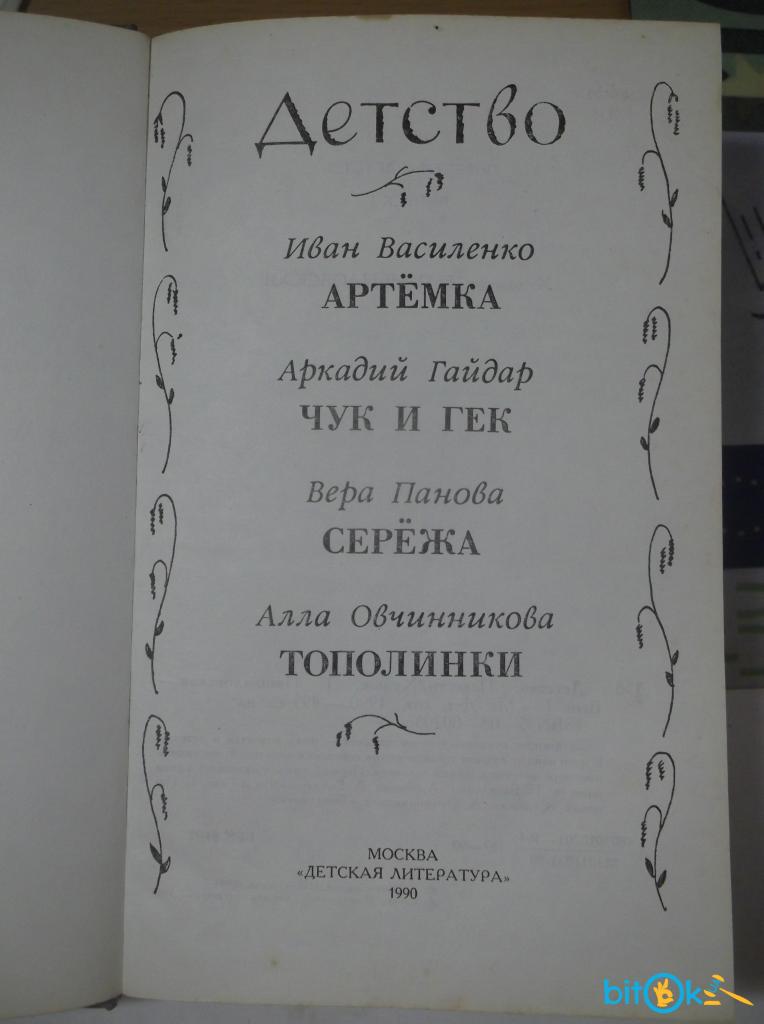 Детство
Иван Василенко
АРТЁМКА
Аркадий Гайдар
ЧУК И ГЕК
Вера Панова
СЕРЁЖА
Алла Овчинникова
ТОПОЛИНКИ
МОСКВА
«ДЕТСКАЯ ЛИТЕРАТУРА»
1990
bitOk